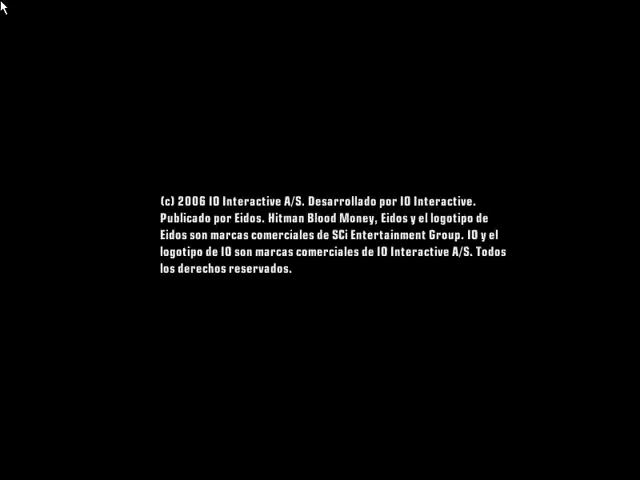 (c) 2006 IO Interactive A/S. Desarrollado por IO Interactive.
Publicado por Eidos. Hitman Blood Money, Eidos y el logotipo de
Eidos son marcas comerciales de SCi Entertainment Group. IO y el
logotipo de IO son marcas comerciales de IO Interactive A/S. Todos
los derechos reservados.